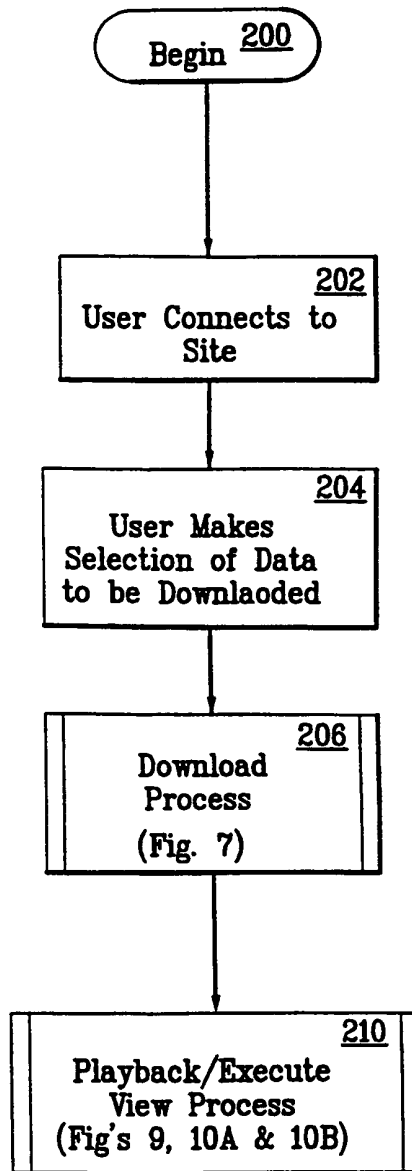 200
Begin
202
User Connects to
Site
204
User Makes
Selection of Data
to be Downlaoded
206
Download
Process
(Fig. 7)
210
Playback/Execute
View Process
(Fig's 9, 10A & 10B)